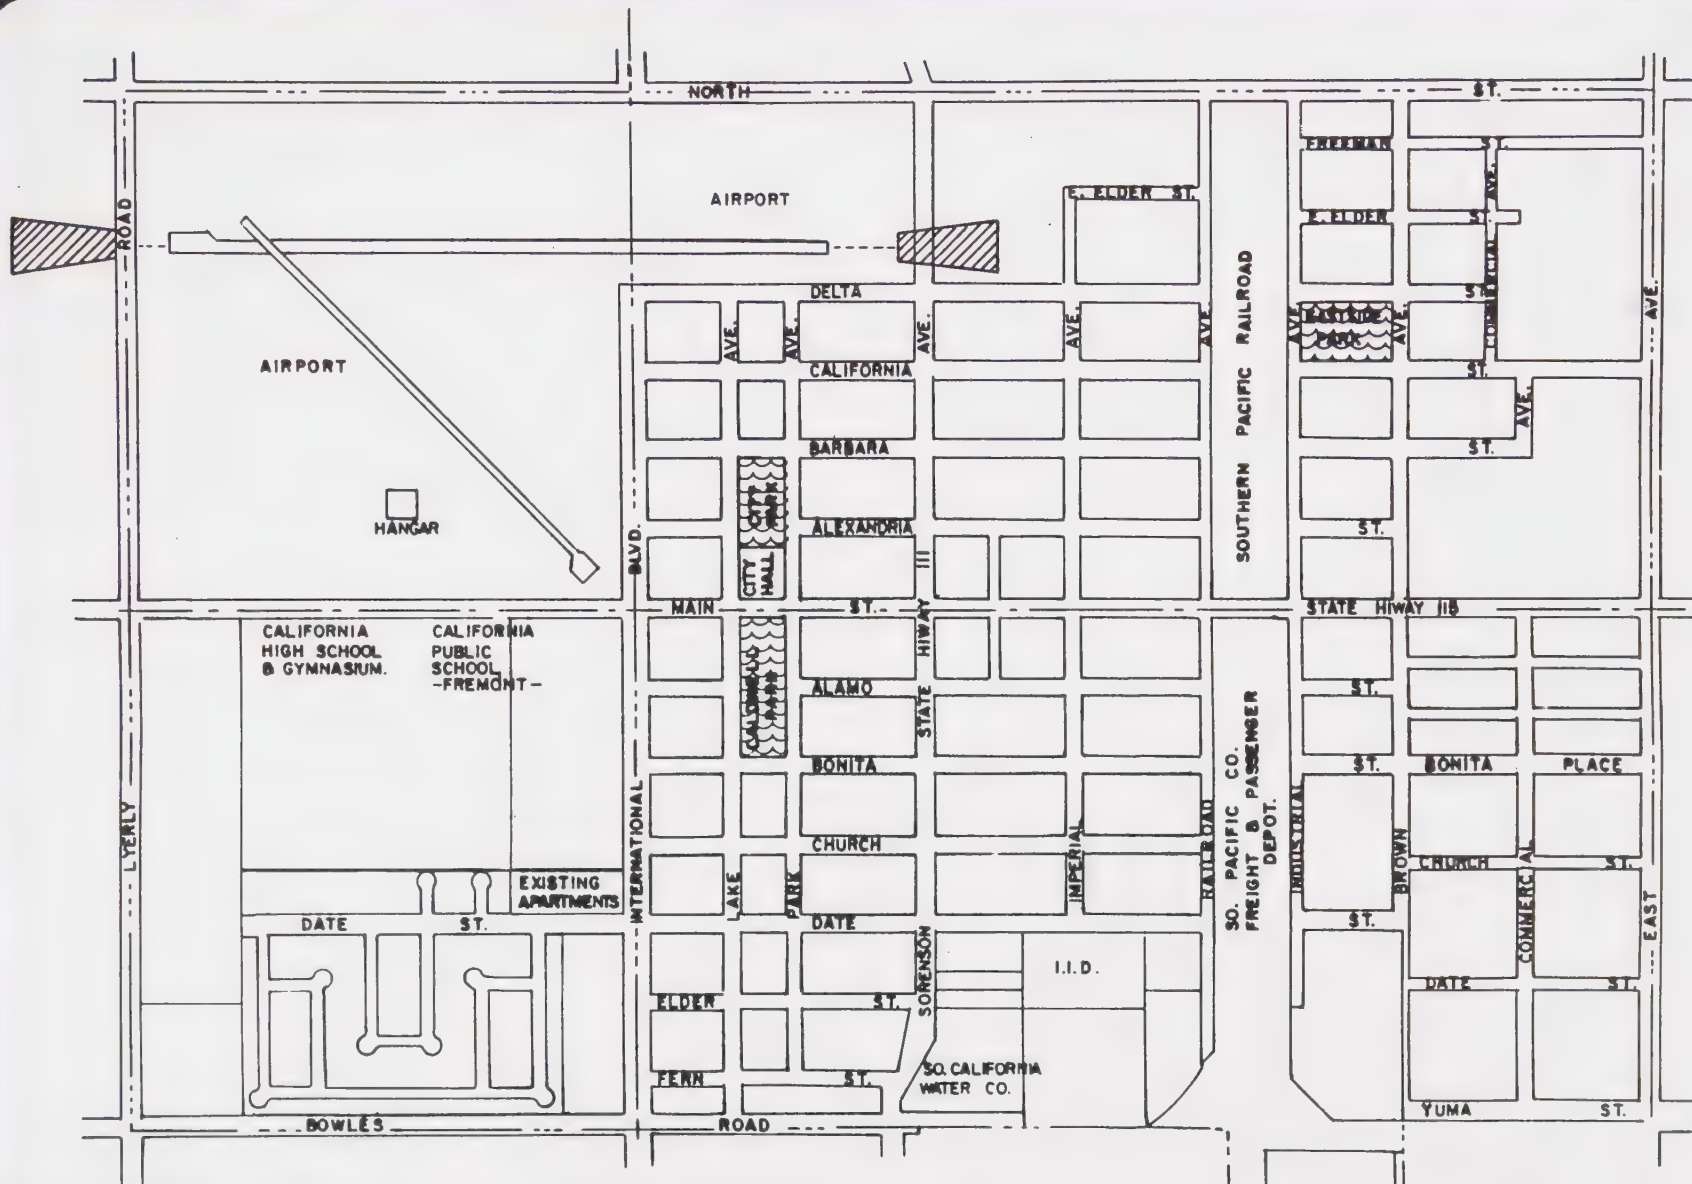 NORTH ST.
FREEMAN ST.
AVE.
E. ELDER ST.
AIRPORT
ROAD
E. ELDER ST.
COMMERCIAL
SOUTHERN PACIFIC RAILROAD
DELTA ST.
AVE.
AVE.
AVE.
AVE.
AVE.
AVE.
AVE.
AVE.
EASTSIDE
PARK
AVE.
AIRPORT
CALIFORNIA ST.
AVE.
BARBARA ST.
CITY
PARK
HANGAR
ALEXANDRIA ST.
BLVD.
CITY
HALL
MAIN ST.
STATE HIWAY 115
STATE HIWAY 111
CALIFORNIA
HIGH SCHOOL
& GYMNASIUM.
CALIFORNIA
PUBLIC
SCHOOL
-FREMONT-
PARK
ALAMO ST.
BONITA ST.
BONITA PLACE
SO. PACIFIC CO.
FREIGHT & PASSENGER
DEPOT.
LYERLY
INTERNATIONAL
CHURCH
CHURCH ST.
LAKE
PARK
IMPERIAL
RAILROAD
INDUSTRIAL
BROWN
COMMERCIAL
EAST
EXISTING
APARTMENTS
DATE ST.
DATE ST.
SORENSON
I.I.D.
DATE ST.
ELDER ST.
FERN ST.
SO. CALIFORNIA
WATER CO.
YUMA ST.
BOWLES ROAD